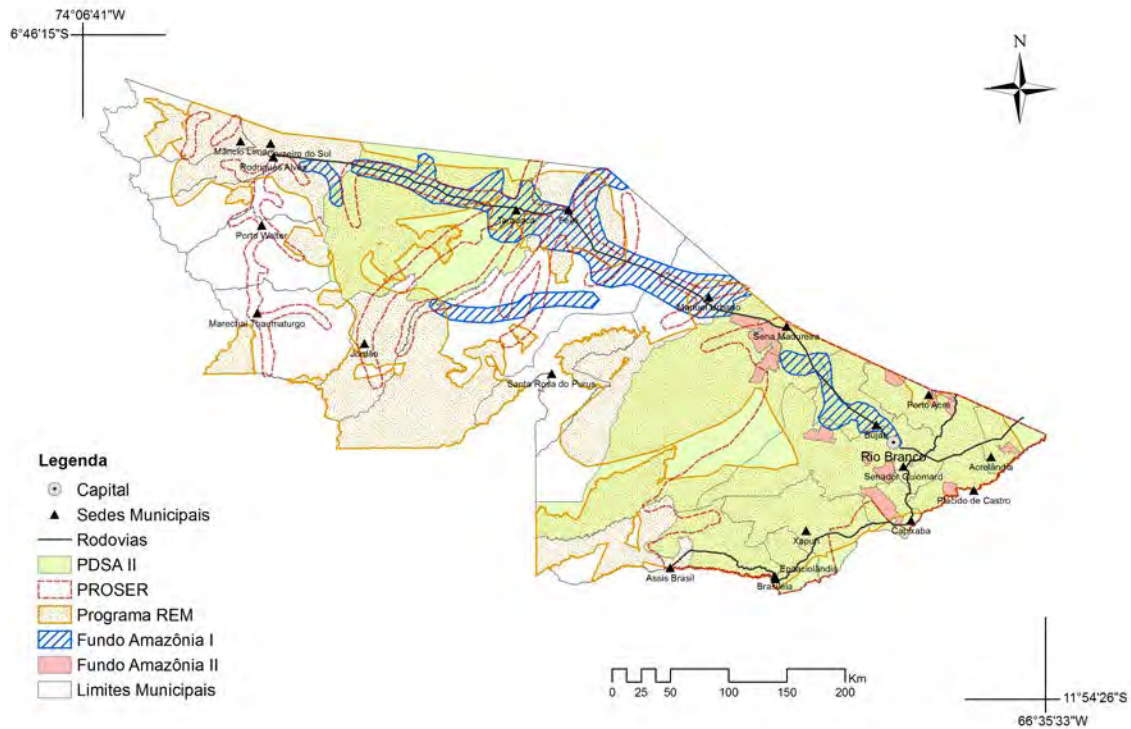 74°06'41"W
6°46'15"S
N
Mâncio Lima
Cruzeiro do Sul
Rodrigues Alves
Porto Walter
Tarauacá
Feijó
Marechal Thaumaturgo
Manuel Urbano
Jordão
Sena Madureira
Santa Rosa do Purus
Porto Acre
Bujari
Rio Branco
Acrelândia
Senador Guiomard
Plácido de Castro
Capixaba
Xapuri
Assis Brasil
Epitaciolândia
Brasiléia
Legenda
Capital
Sedes Municipais
Rodovias
PDSA II
PROSER
Programa REM
Fundo Amazônia I
Fundo Amazônia II
Limites Municipais
Km
0 25 50 100 150 200
11°54'26"S
66°35'33"W